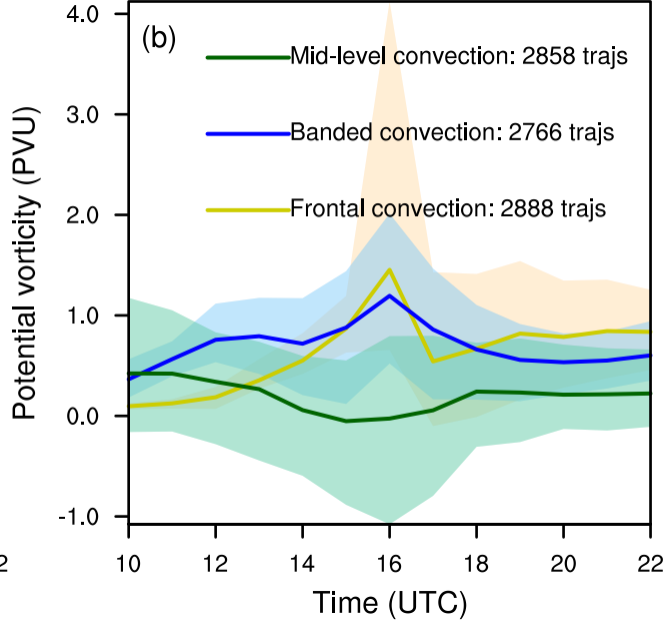 (b)
Mid-level convection: 2858 trajs
Banded convection: 2766 trajs
Frontal convection: 2888 trajs
Potential vorticity (PVU)
4.0
3.0
2.0
1.0
0.0
-1.0
2
10 12 14 16 18 20 22
Time (UTC)